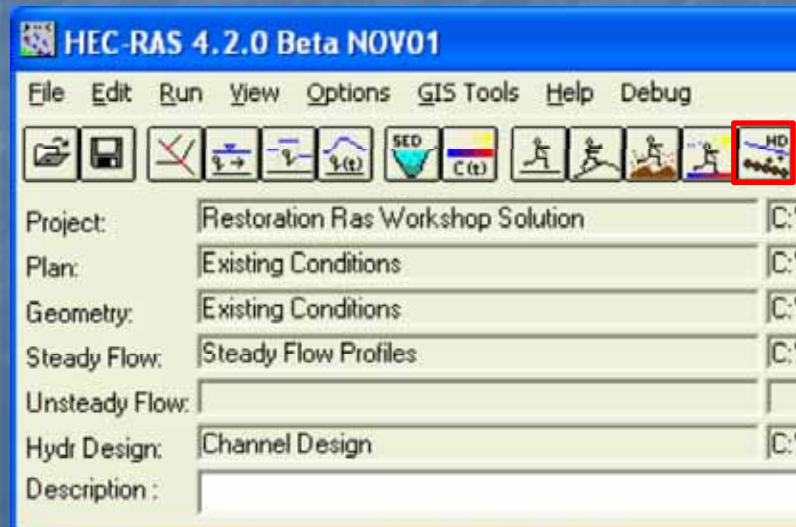 HEC-RAS 4.2.0 Beta NOV01
File Edit Run View Options GIS Tools Help Debug
SED C(t) HD
Project: Restoration Ras Workshop Solution C:\
Plan: Existing Conditions C:\
Geometry: Existing Conditions C:\
Steady Flow: Steady Flow Profiles C:\
Unsteady Flow:
Hydr Design: Channel Design C:\
Description :